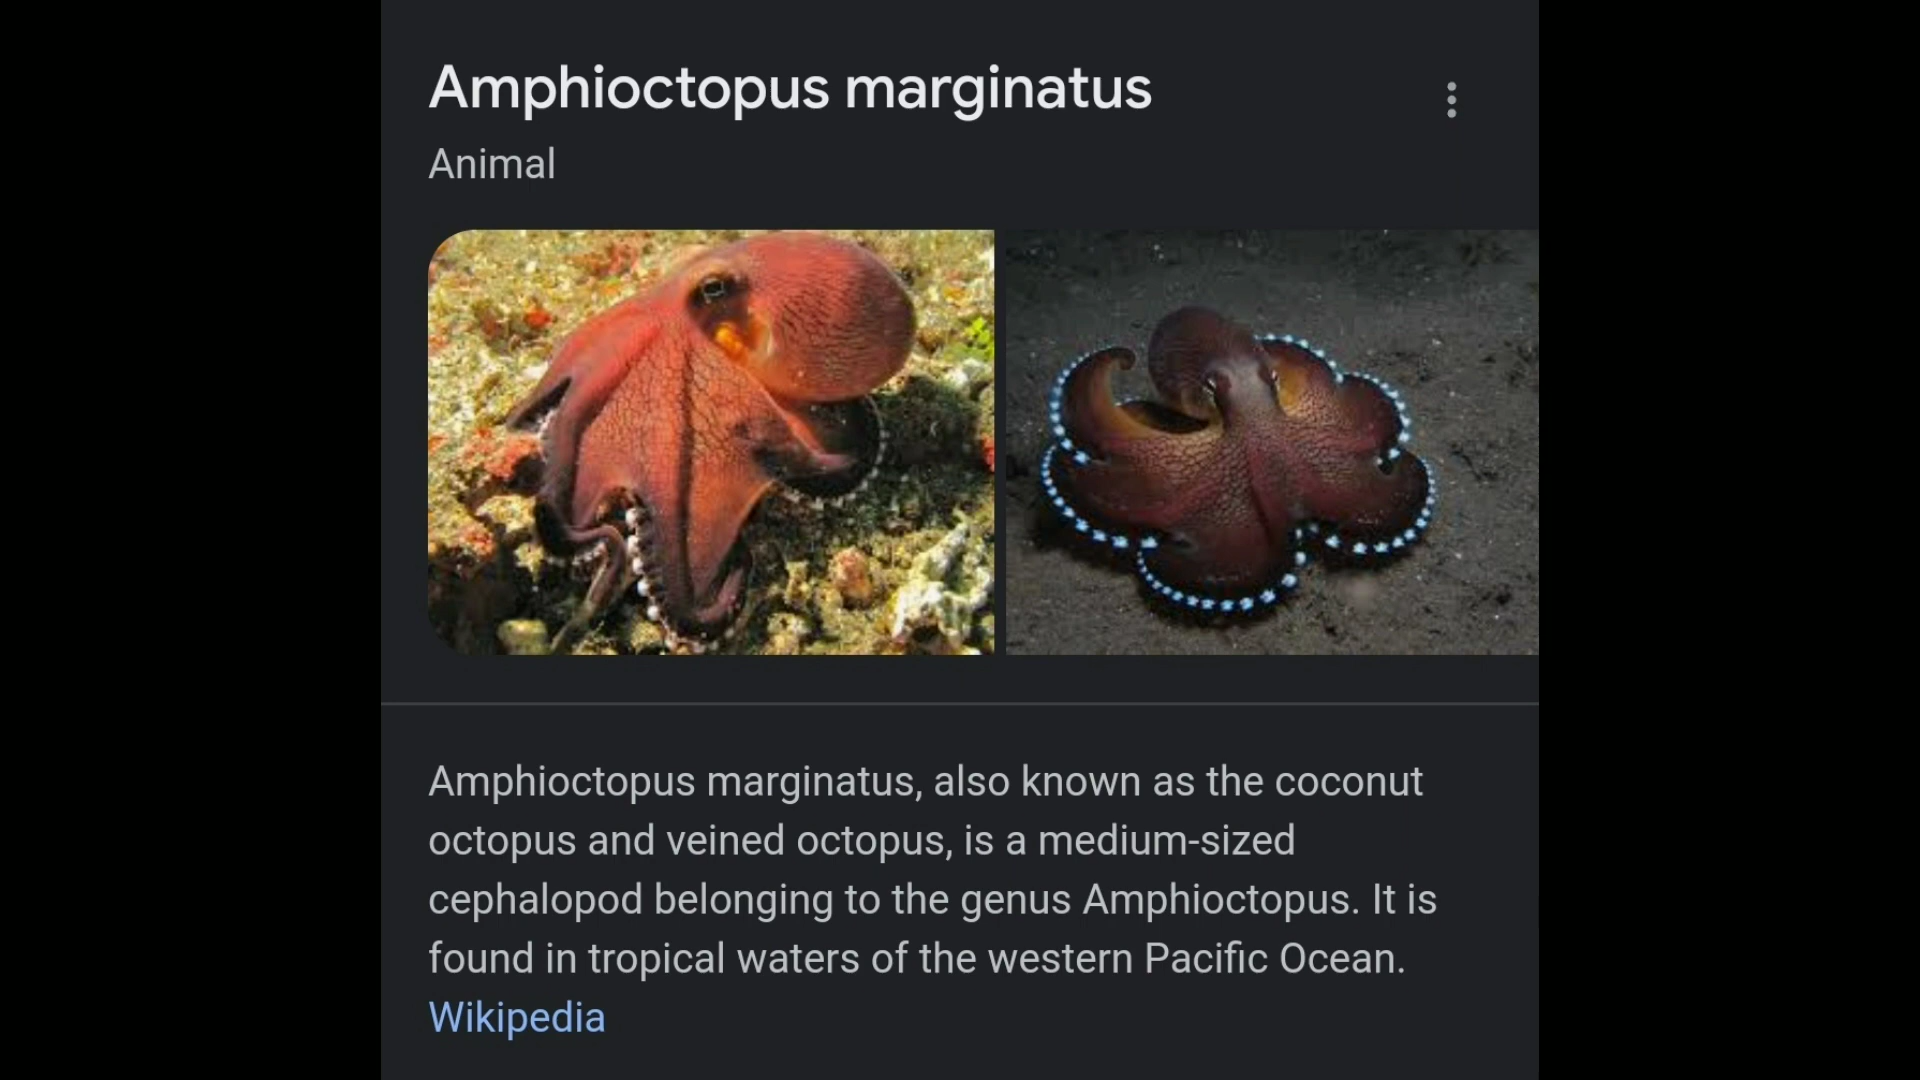 Amphioctopus marginatus
Animal
Amphioctopus marginatus, also known as the coconut
octopus and veined octopus, is a medium-sized
cephalopod belonging to the genus Amphioctopus. It is
found in tropical waters of the western Pacific Ocean.
Wikipedia